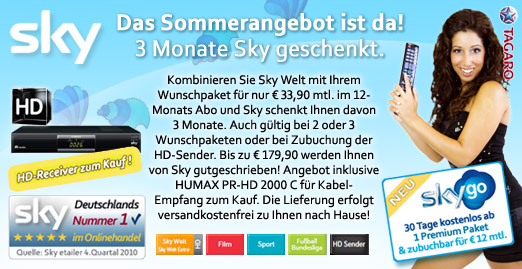 sky
Das Sommerangebot ist da!
3 Monate Sky geschenkt.
TAGARO
HD
HD-Receiver zum Kauf!
Kombinieren Sie Sky Welt mit Ihrem
Wunschpaket für nur € 33,90 mtl. im 12-
Monats Abo und Sky schenkt Ihnen davon
3 Monate. Auch gültig bei 2 oder 3
Wunschpaketen oder bei Zubuchung der
HD-Sender. Bis zu € 179,90 werden Ihnen
von Sky gutgeschrieben! Angebot inklusive
HUMAX PR-HD 2000 C für Kabel-
Empfang zum Kauf. Die Lieferung erfolgt
versandkostenfrei zu Ihnen nach Hause!
sky
Deutschlands
Nummer 1
im Onlinehandel
Quelle: Sky etailer 4.Quartal 2010
Sky Welt
Sky Welt Extra
Film
Sport
Fußball
Bundesliga
HD Sender
NEU
sky go
30 Tage kostenlos ab
1 Premium Paket
& zubuchbar für € 12 mtl.